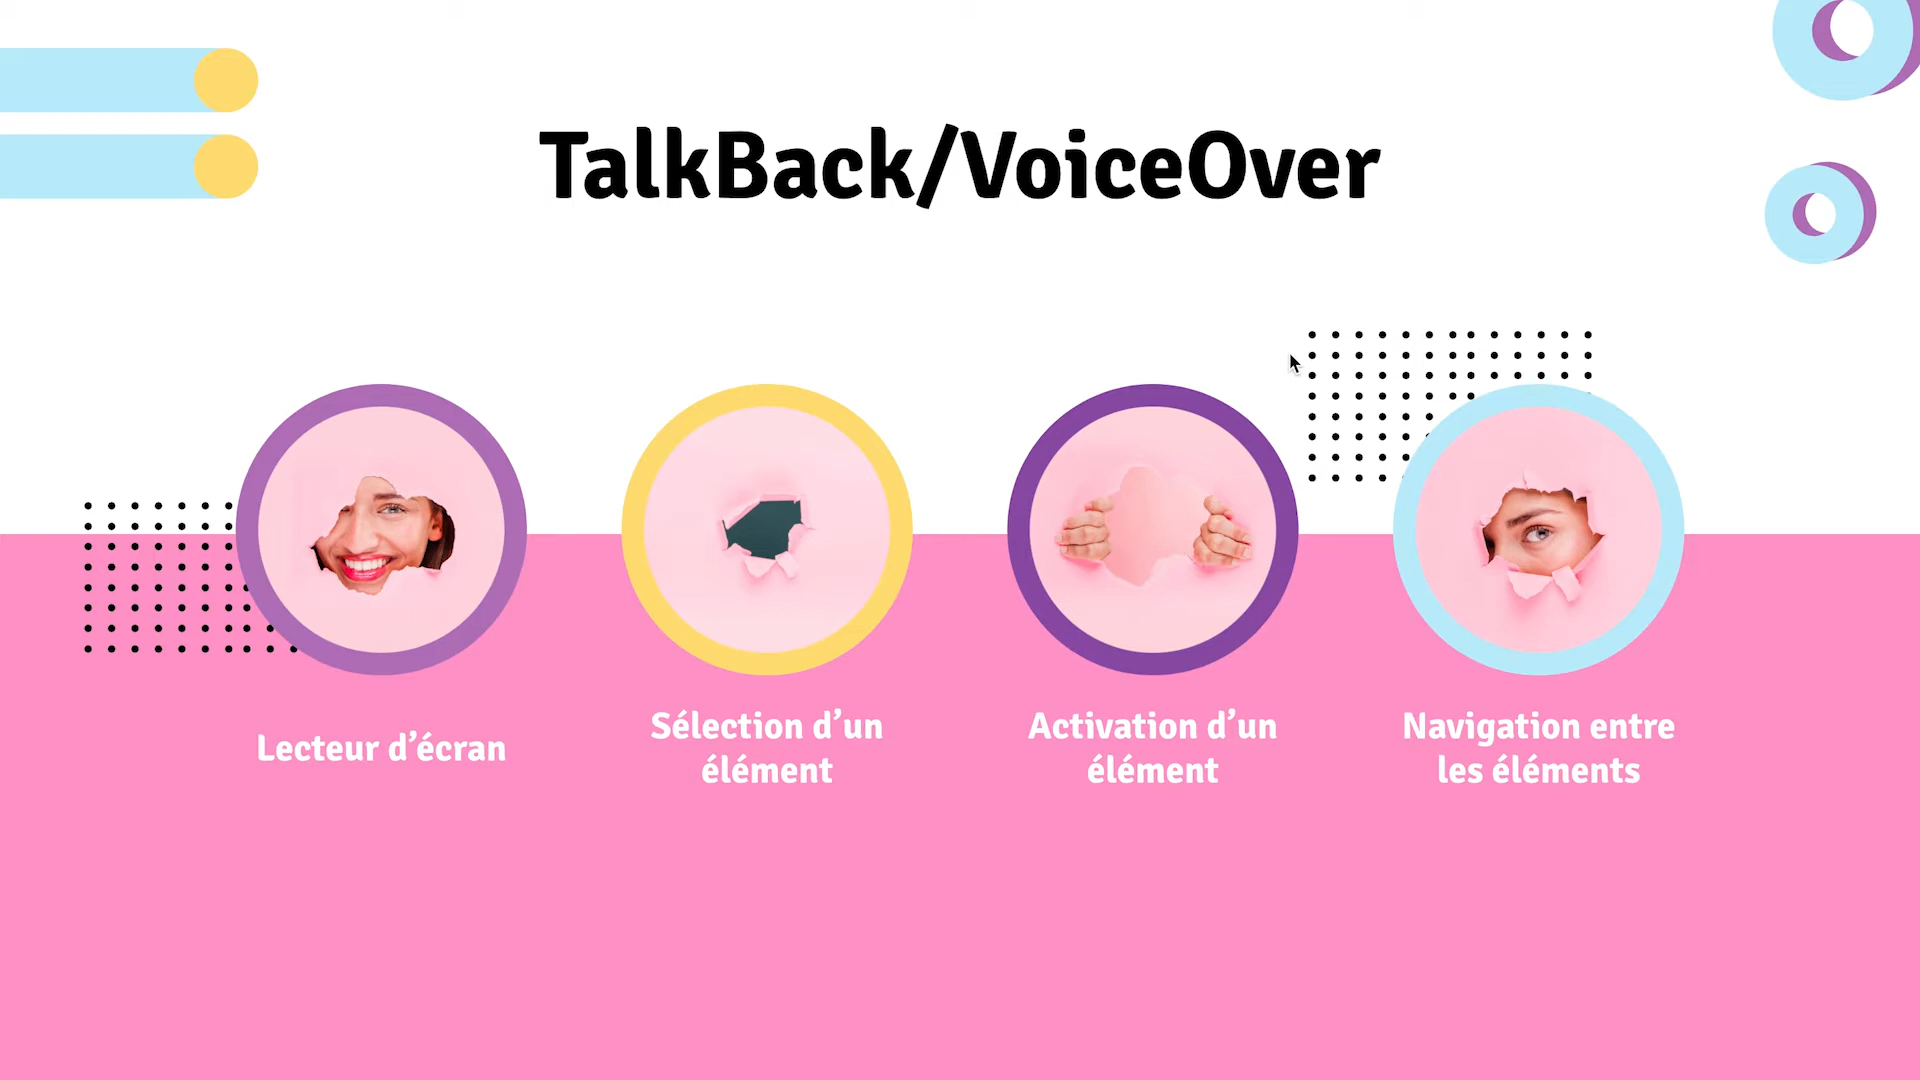 TalkBack/VoiceOver
Lecteur d’écran
Sélection d’un
élément
Activation d’un
élément
Navigation entre
les éléments